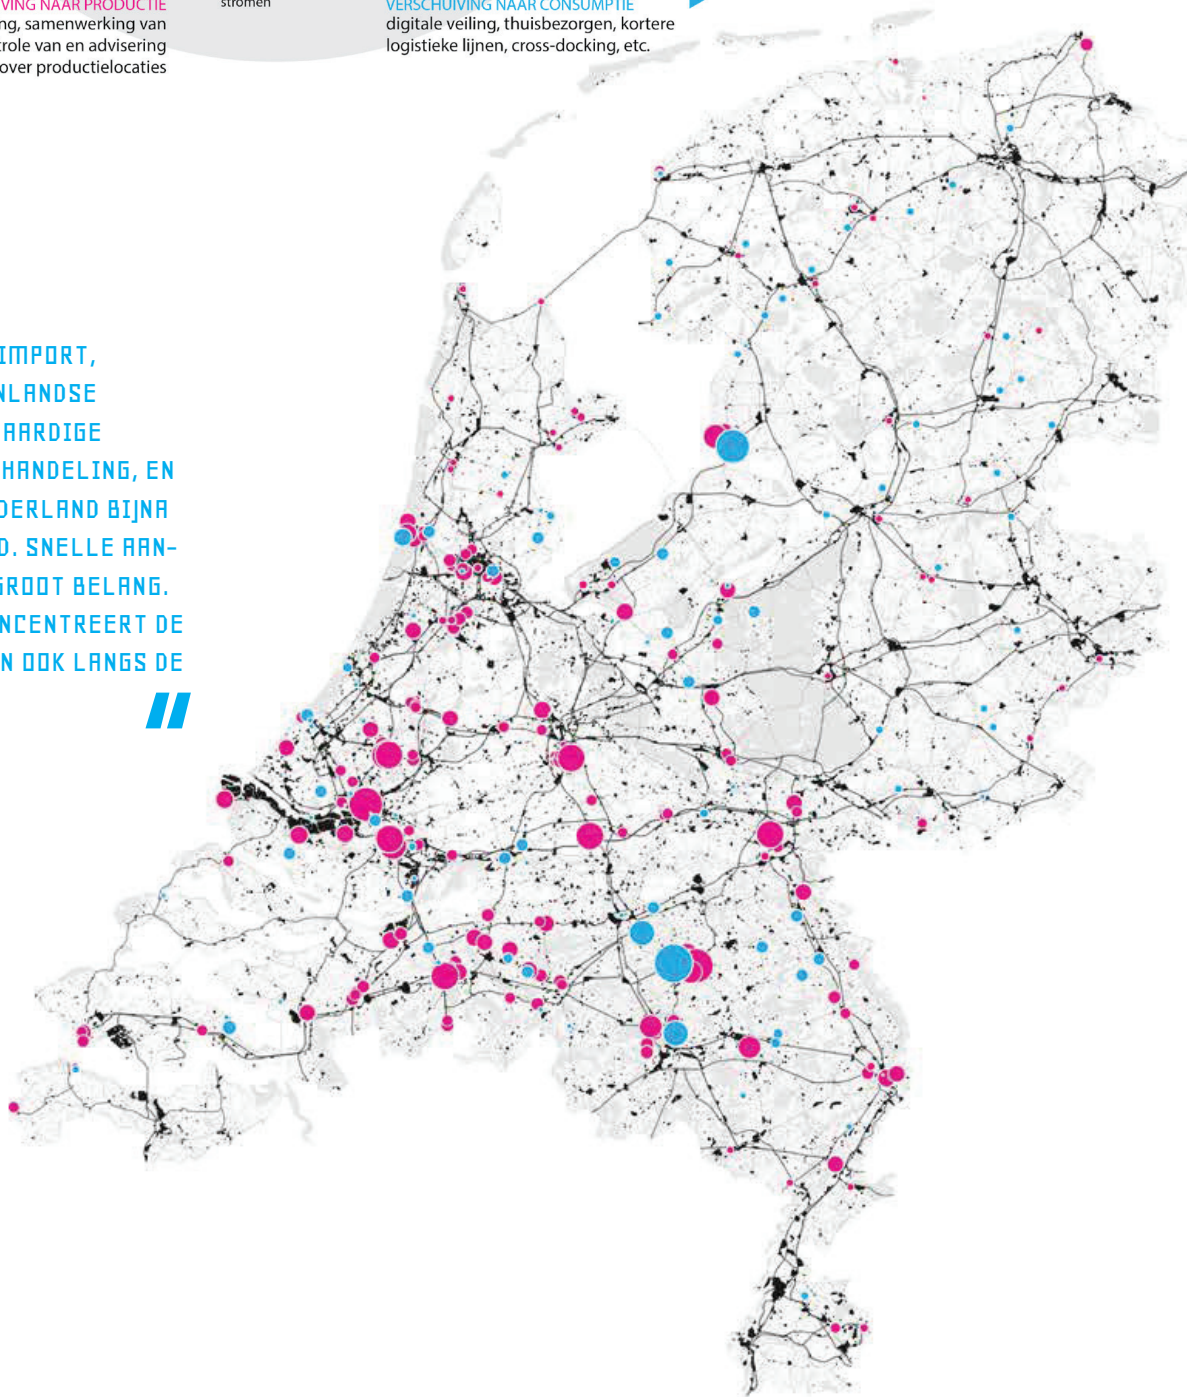 VING NAAR PRODUCTIE
ng, samenwerking van
trole van en advisering
over productielocaties
stromen
VERSCHUIVING NAAR CONSUMPTIE
digitale veiling, thuisbezorgen, kortere
logistieke lijnen, cross-docking, etc.
IMPORT,
NLANDSE
AARDIGE
HANDELING, EN
DERLAND BIJNA
D. SNELLE AAN-
GROOT BELANG.
NCENTREERT DE
N OOK LANGS DE
"